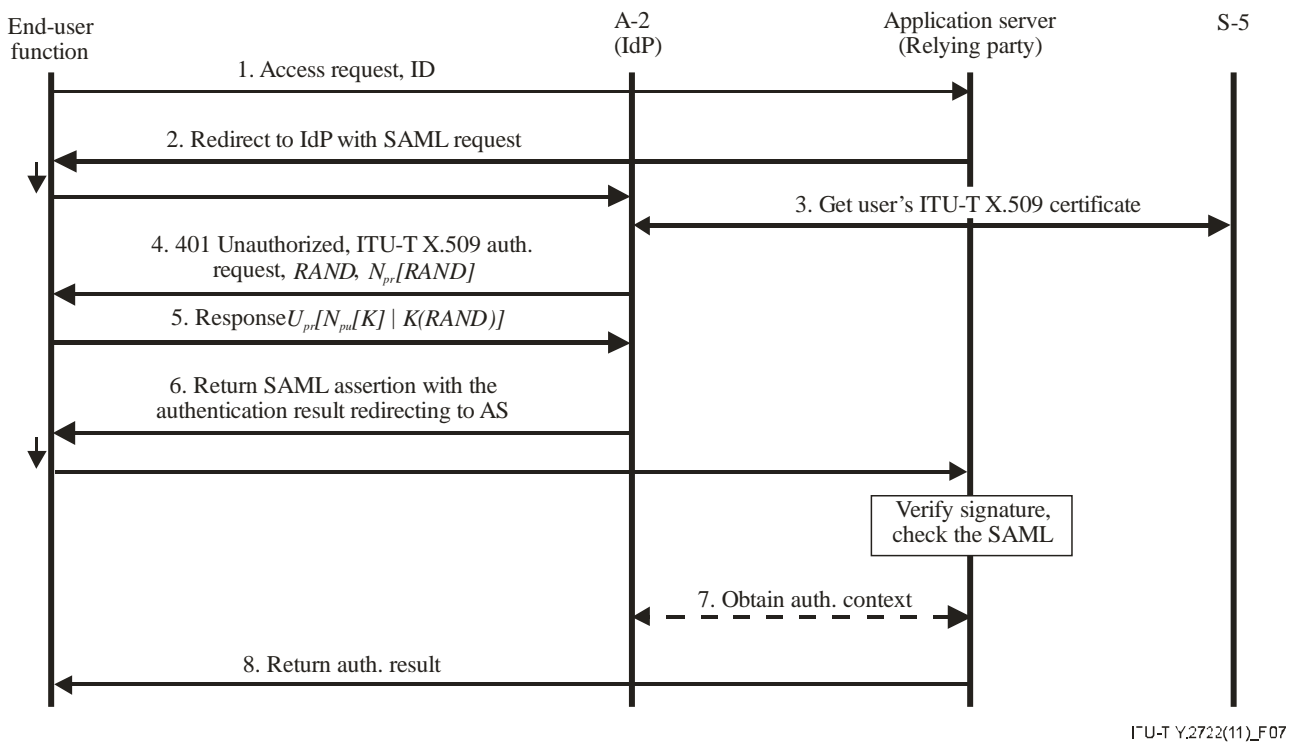 End-user
function
A-2
(IdP)
Application server
(Relying party)
S-5
1. Access request, ID
2. Redirect to IdP with SAML request
3. Get user's ITU-T X.509 certificate
4. 401 Unauthorized, ITU-T X.509 auth.
request, RAND, Npr[RAND]
5. Response Upr[Npu[K] | K(RAND)]
6. Return SAML assertion with the
authentication result redirecting to AS
Verify signature,
check the SAML
7. Obtain auth. context
8. Return auth. result
ITU-T Y.2722(11)_F07